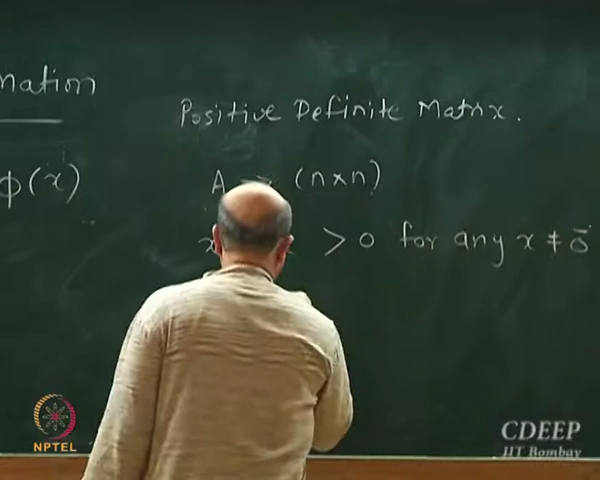 mation
ϕ(x)
Positive Definite Matrix.
A → (n×n)
x > 0 for any x ≠ 0̄
NPTEL
CDEEP
IIT Bombay